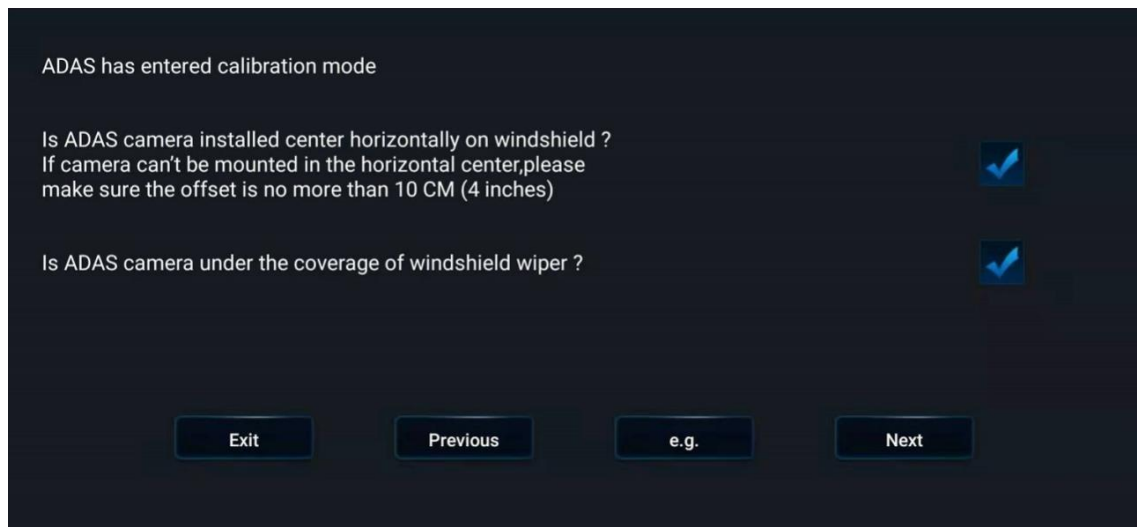 ADAS has entered calibration mode
Is ADAS camera installed center horizontally on windshield ?
If camera can't be mounted in the horizontal center,please
make sure the offset is no more than 10 CM (4 inches)
Is ADAS camera under the coverage of windshield wiper ?
Exit
Previous
e.g.
Next